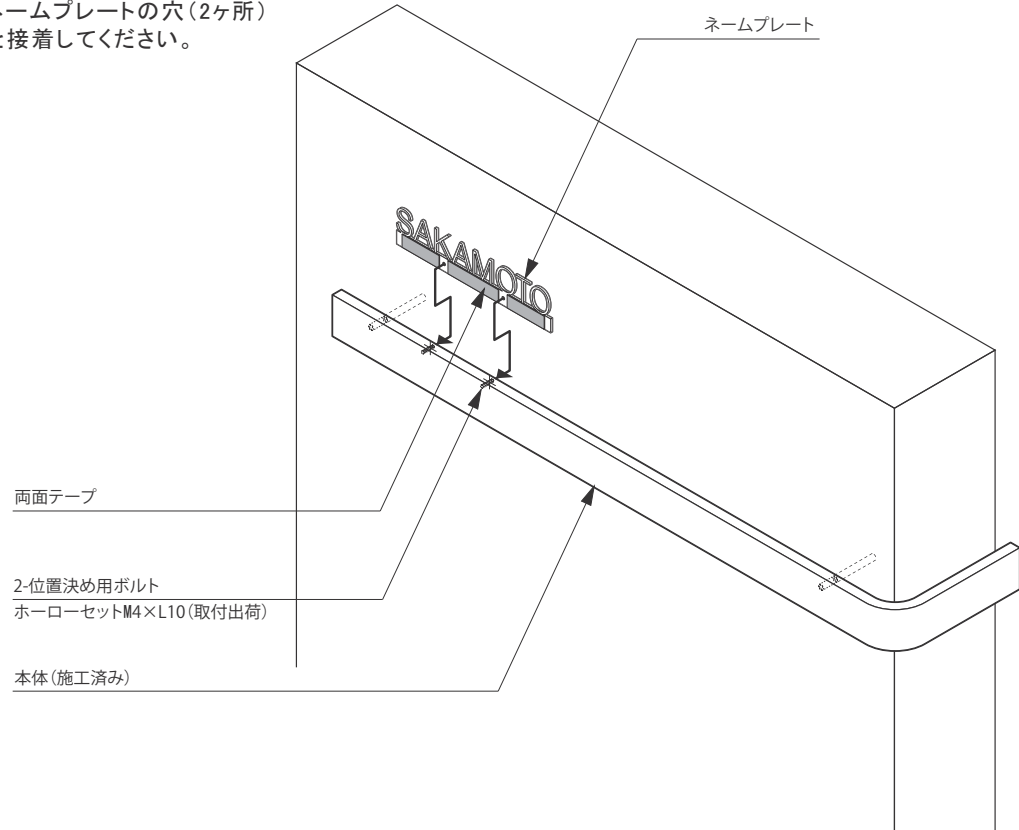 ネームプレートの穴（2ヶ所）
と接着してください。
ネームプレート
SAKAMOTO
両面テープ
2-位置決め用ボルト
ホーローセットM4×L10（取付出荷）
本体（施工済み）